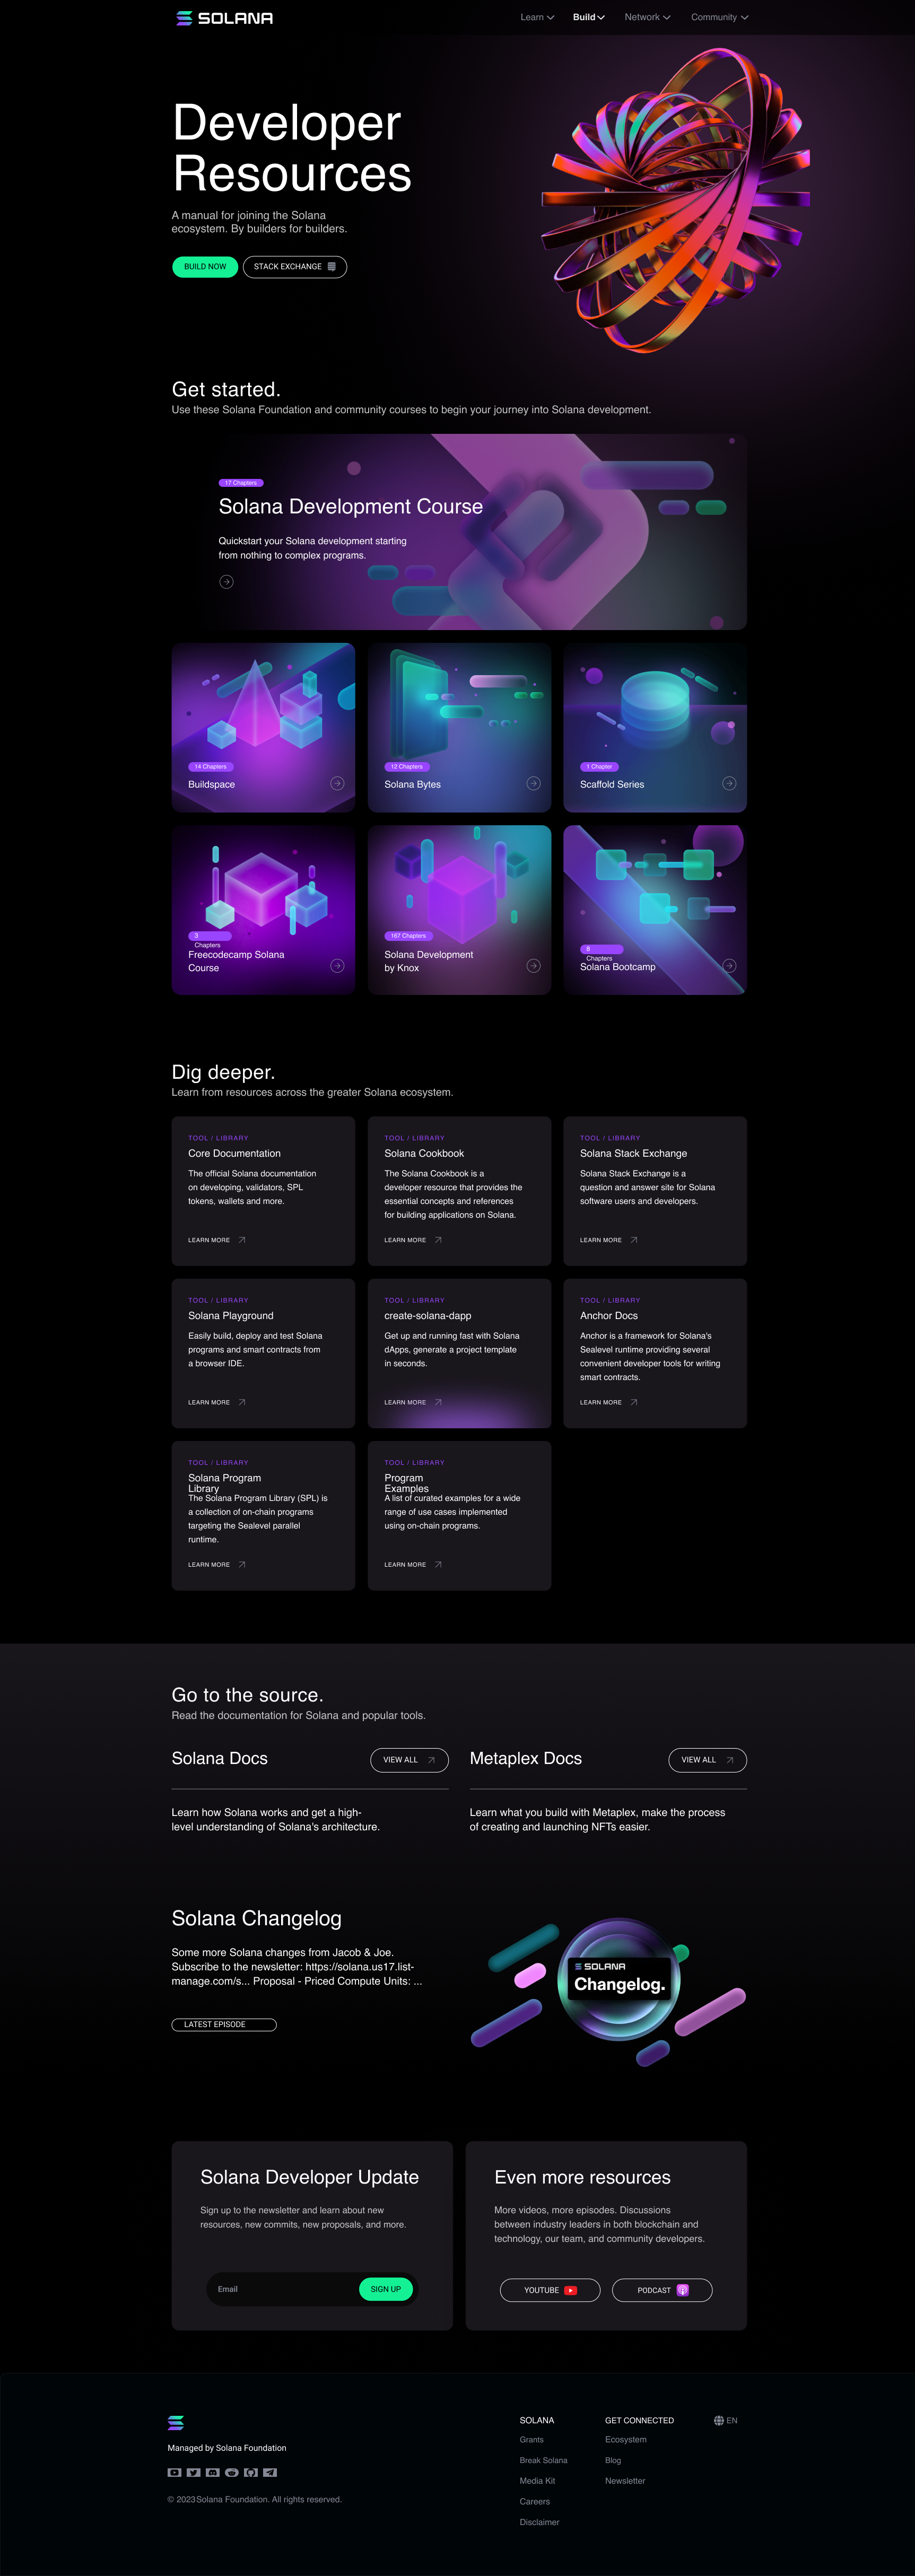 SOLANA
Learn
Build
Network
Community
Developer
Resources
A manual for joining the Solana
ecosystem. By builders for builders.
BUILD NOW
STACK EXCHANGE
Get started.
Use these Solana Foundation and community courses to begin your journey into Solana development.
17 Chapters
Solana Development Course
Quickstart your Solana development starting
from nothing to complex programs.
14 Chapters
Buildspace
12 Chapters
Solana Bytes
1 Chapter
Scaffold Series
3
Chapters
Freecodecamp Solana
Course
167 Chapters
Solana Development
by Knox
8
Chapters
Solana Bootcamp
Dig deeper.
Learn from resources across the greater Solana ecosystem.
TOOL / LIBRARY
Core Documentation
The official Solana documentation
on developing, validators, SPL
tokens, wallets and more.
LEARN MORE
TOOL / LIBRARY
Solana Cookbook
The Solana Cookbook is a
developer resource that provides the
essential concepts and references
for building applications on Solana.
LEARN MORE
TOOL / LIBRARY
Solana Stack Exchange
Solana Stack Exchange is a
question and answer site for Solana
software users and developers.
LEARN MORE
TOOL / LIBRARY
Solana Playground
Easily build, deploy and test Solana
programs and smart contracts from
a browser IDE.
LEARN MORE
TOOL / LIBRARY
create-solana-dapp
Get up and running fast with Solana
dApps, generate a project template
in seconds.
LEARN MORE
TOOL / LIBRARY
Anchor Docs
Anchor is a framework for Solana's
Sealevel runtime providing several
convenient developer tools for writing
smart contracts.
LEARN MORE
TOOL / LIBRARY
Solana Program
Library
The Solana Program Library (SPL) is
a collection of on-chain programs
targeting the Sealevel parallel
runtime.
LEARN MORE
TOOL / LIBRARY
Program
Examples
A list of curated examples for a wide
range of use cases implemented
using on-chain programs.
LEARN MORE
Go to the source.
Read the documentation for Solana and popular tools.
Solana Docs
VIEW ALL
Learn how Solana works and get a high-
level understanding of Solana's architecture.
Metaplex Docs
VIEW ALL
Learn what you build with Metaplex, make the process
of creating and launching NFTs easier.
Solana Changelog
Some more Solana changes from Jacob & Joe.
Subscribe to the newsletter: https://solana.us17.list-
manage.com/s... Proposal - Priced Compute Units: ...
LATEST EPISODE
SOLANA
Changelog.
Solana Developer Update
Sign up to the newsletter and learn about new
resources, new commits, new proposals, and more.
Email
SIGN UP
Even more resources
More videos, more episodes. Discussions
between industry leaders in both blockchain and
technology, our team, and community developers.
YOUTUBE
PODCAST
Managed by Solana Foundation
© 2023 Solana Foundation. All rights reserved.
SOLANA
Grants
Break Solana
Media Kit
Careers
Disclaimer
GET CONNECTED
Ecosystem
Blog
Newsletter
EN